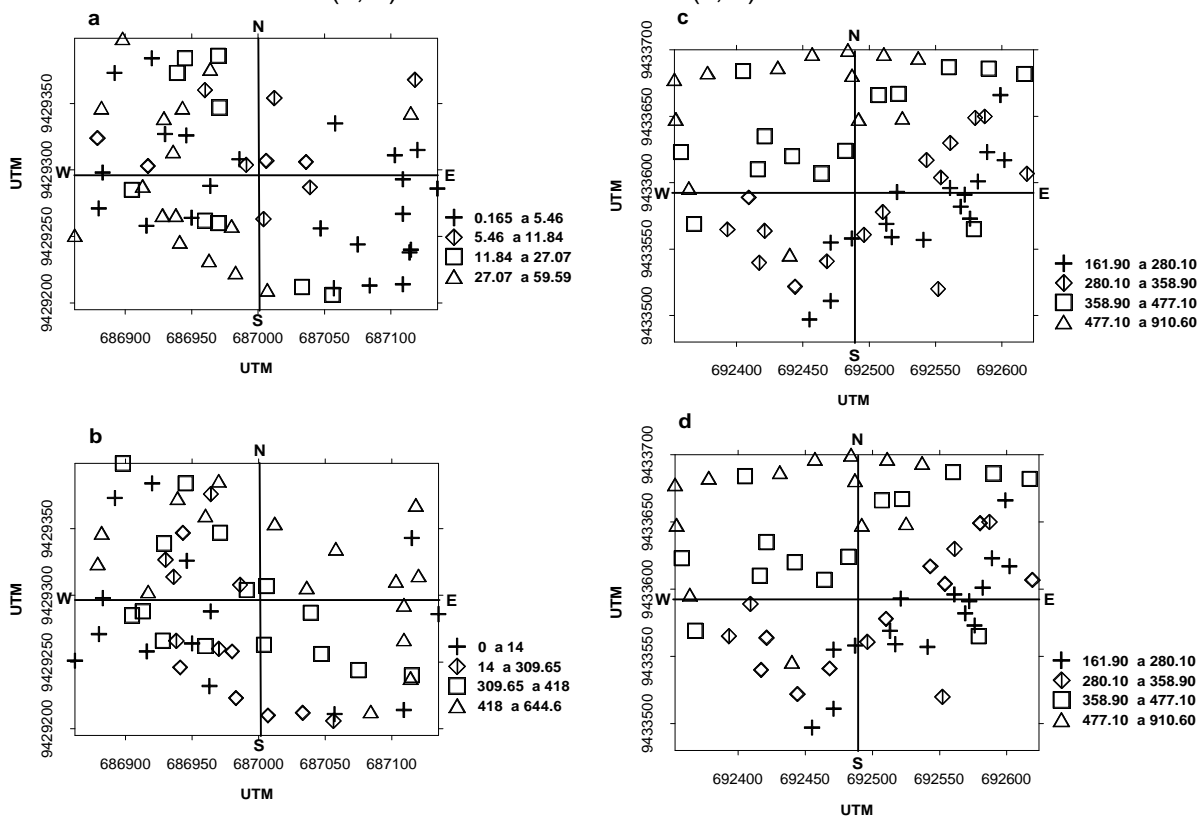 a
N
W
E
S
UTM
9429200
9429250
9429300
9429350
686900
686950
687000
687050
687100
UTM
0.165 a 5.46
5.46 a 11.84
11.84 a 27.07
27.07 a 59.59
c
N
W
E
S
UTM
9433500
9433550
9433600
9433650
9433700
692400
692450
692500
692550
692600
UTM
161.90 a 280.10
280.10 a 358.90
358.90 a 477.10
477.10 a 910.60
b
N
W
E
S
UTM
9429200
9429250
9429300
9429350
686900
686950
687000
687050
687100
UTM
0 a 14
14 a 309.65
309.65 a 418
418 a 644.6
d
N
W
E
S
UTM
9433500
9433550
9433600
9433650
9433700
692400
692450
692500
692550
692600
UTM
161.90 a 280.10
280.10 a 358.90
358.90 a 477.10
477.10 a 910.60